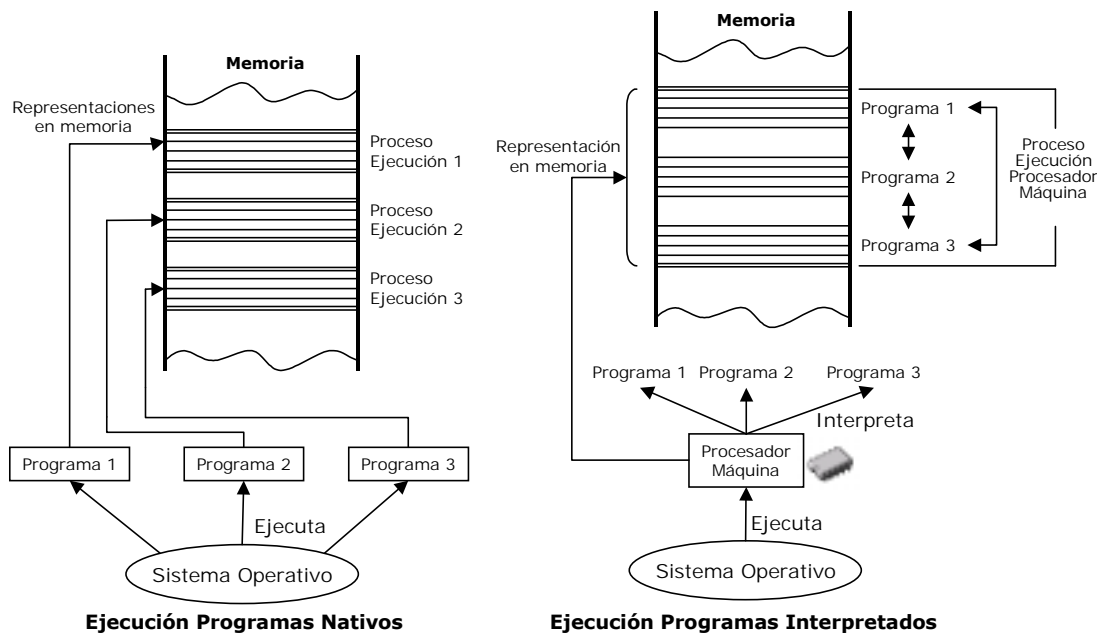 Memoria
Representaciones
en memoria
Proceso
Ejecución 1
Proceso
Ejecución 2
Proceso
Ejecución 3
Programa 1
Programa 2
Programa 3
Ejecuta
Sistema Operativo
Ejecución Programas Nativos
Memoria
Representación
en memoria
Programa 1
Programa 2
Programa 3
Proceso
Ejecución
Procesador
Máquina
Programa 1
Programa 2
Programa 3
Interpreta
Procesador
Máquina
Ejecuta
Sistema Operativo
Ejecución Programas Interpretados